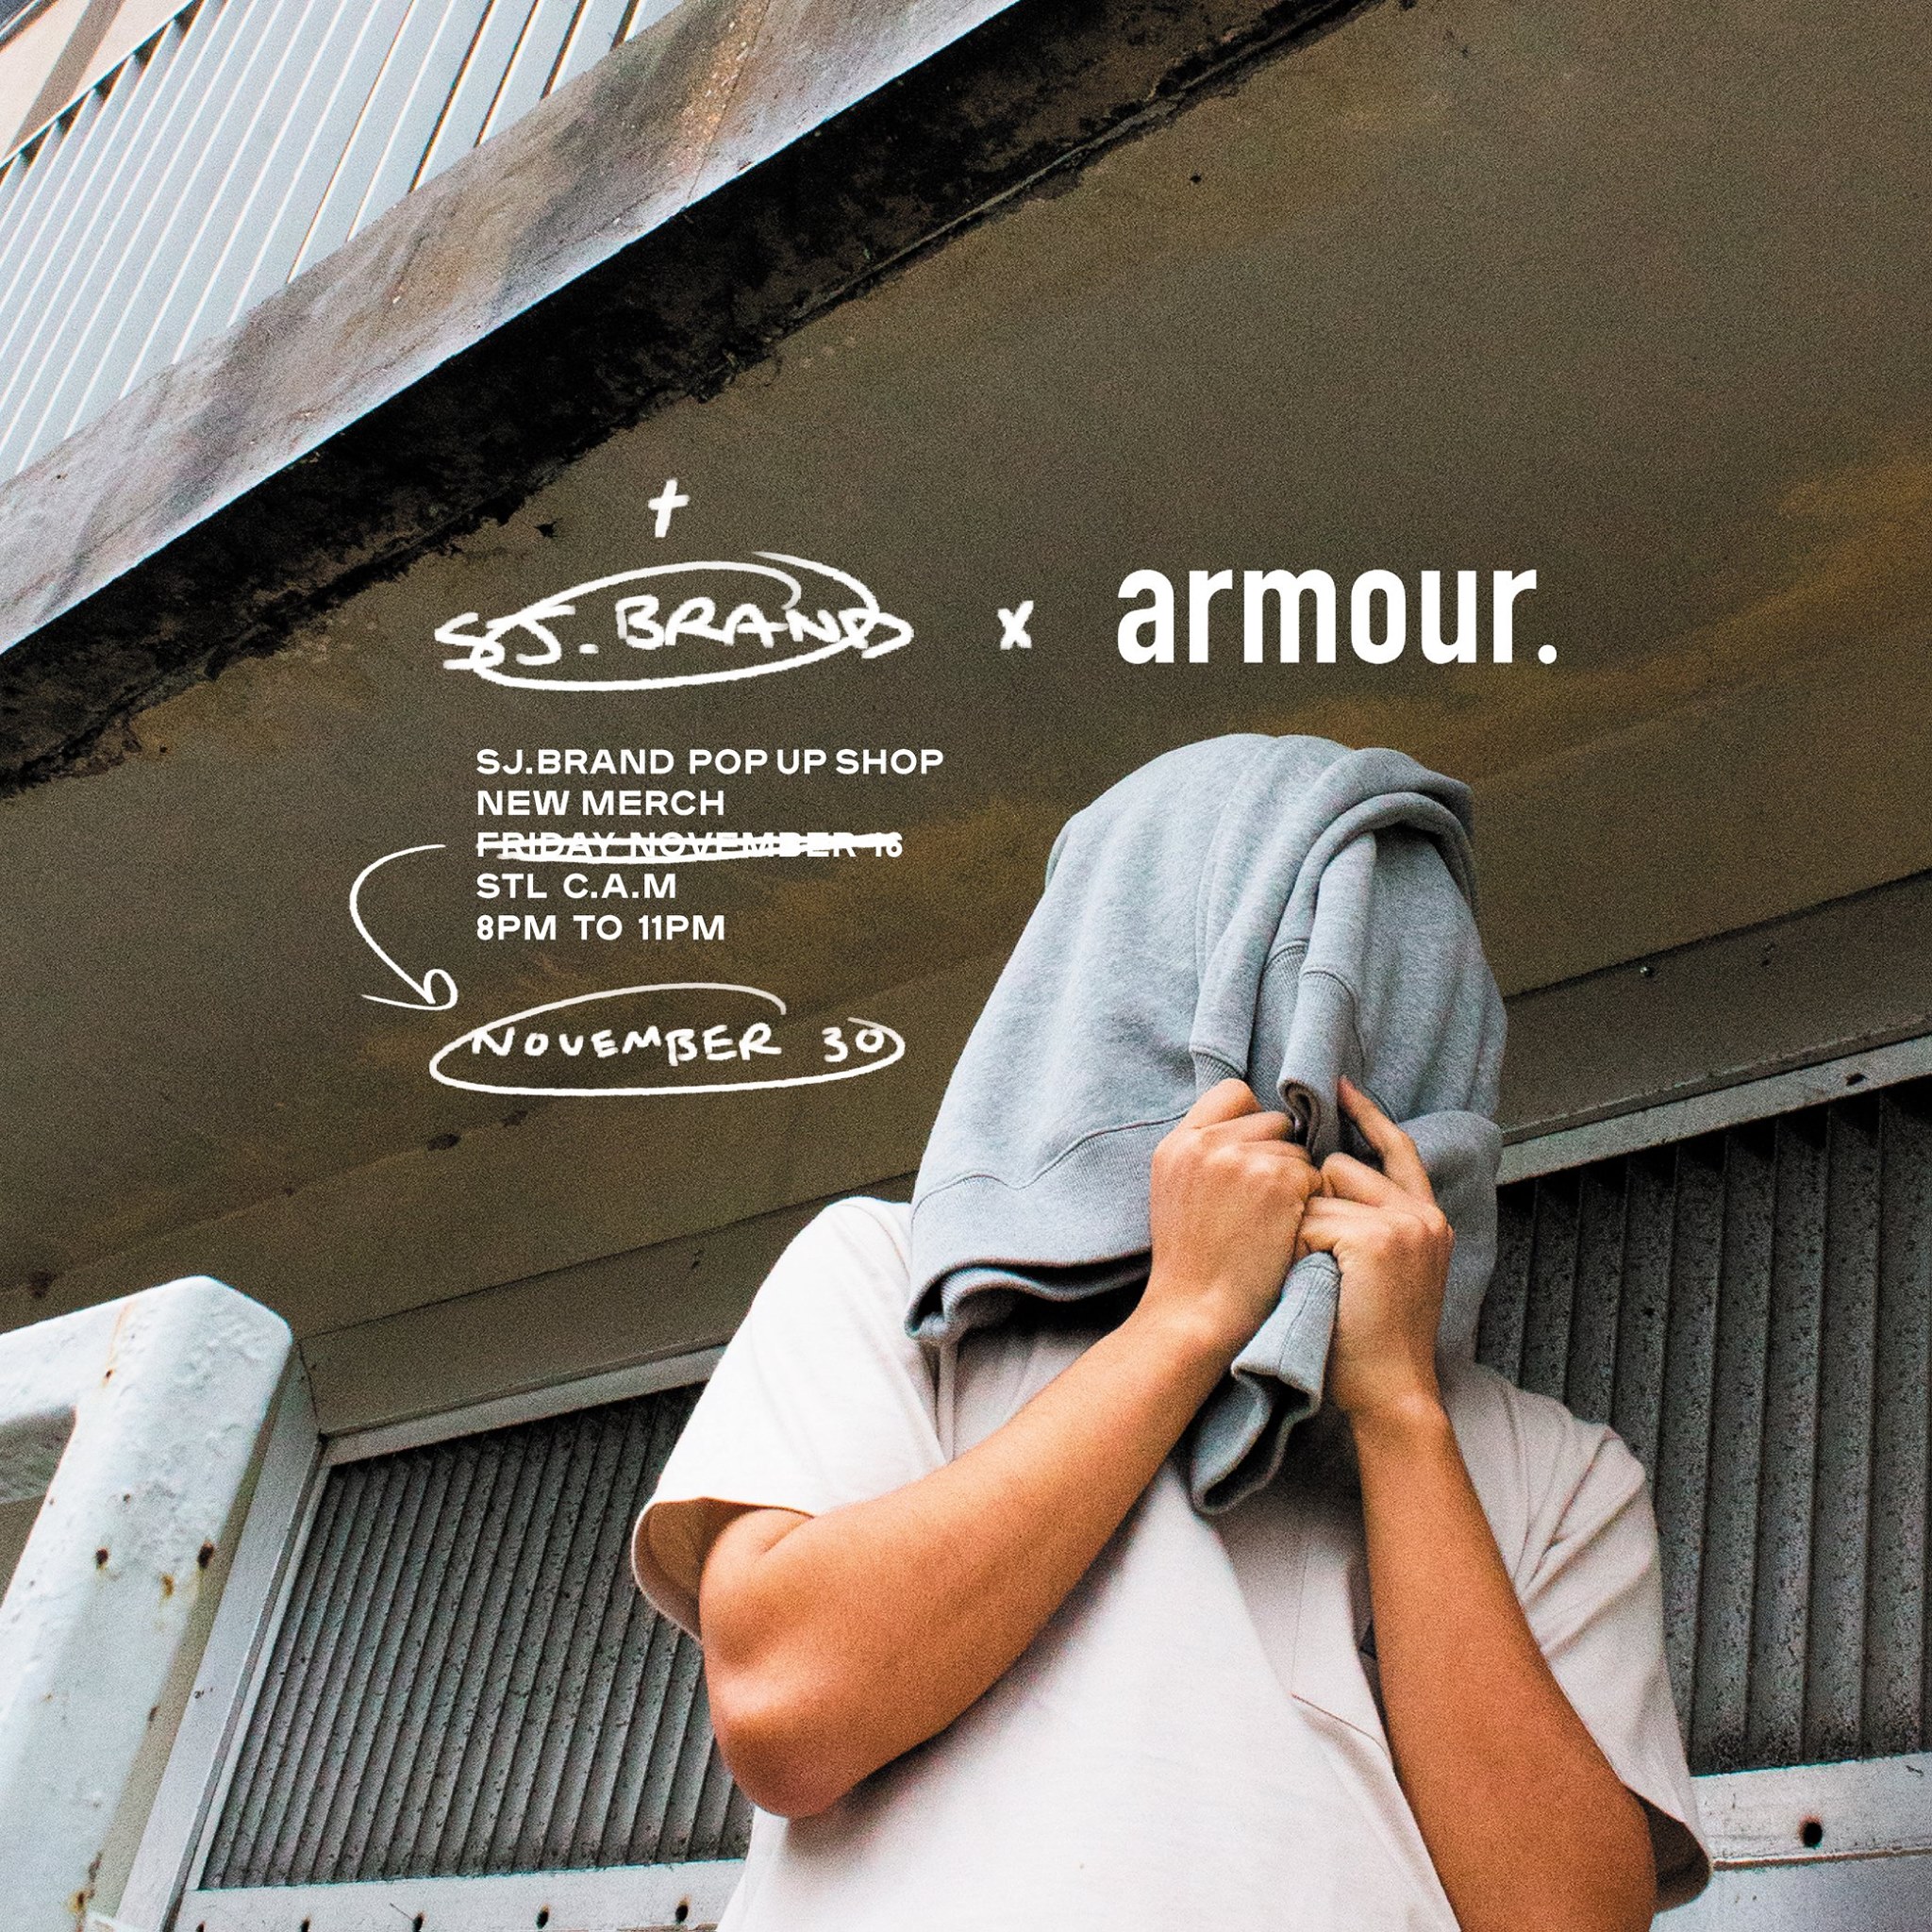 +
SJ.BRAND x armour.
SJ.BRAND POP UP SHOP
NEW MERCH
FRIDAY NOVEMBER 16
STL C.A.M
8PM TO 11PM
NOVEMBER 30